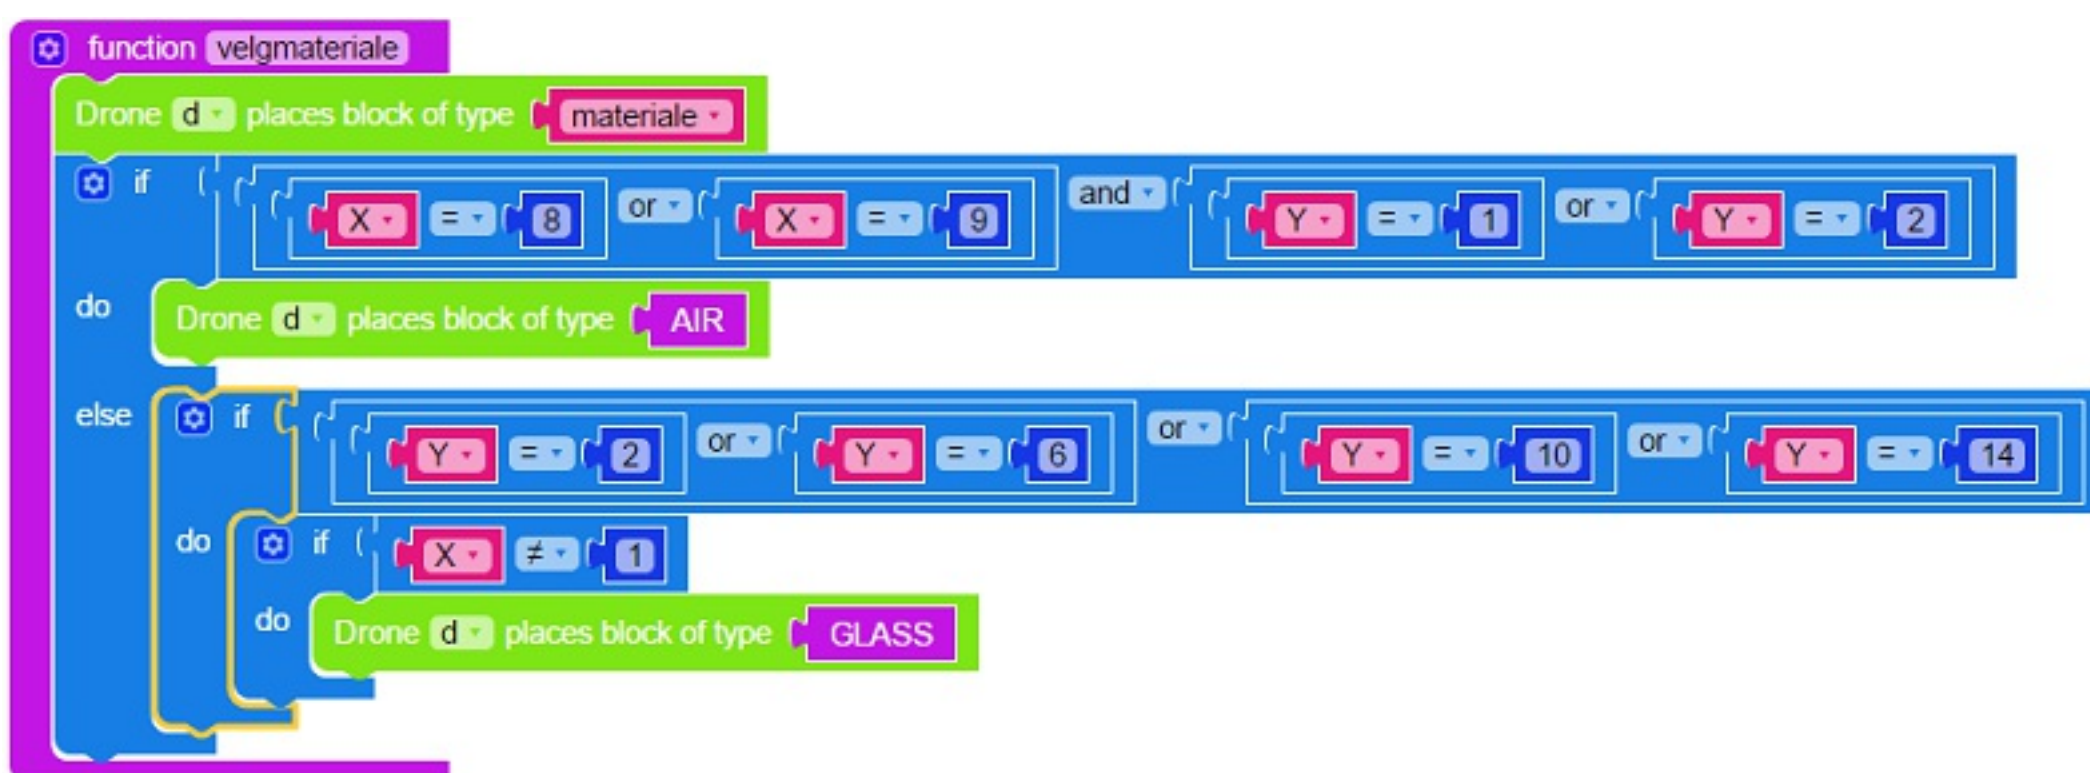 function velgmateriale
Drone d places block of type materiale
if X = 8 or X = 9 and Y = 1 or Y = 2
do Drone d places block of type AIR
else if Y = 2 or Y = 6 or Y = 10 or Y = 14
do if X ≠ 1
do Drone d places block of type GLASS